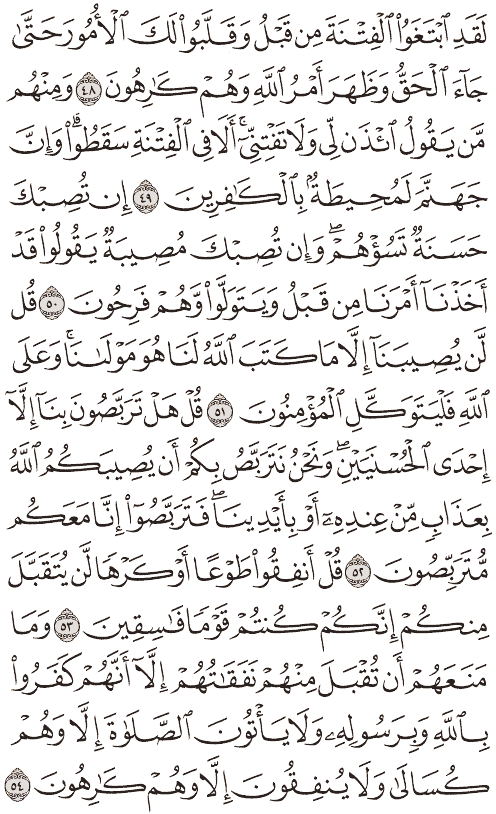 لَقَدِ ٱبْتَغَوُا۟ ٱلْفِتْنَةَ مِن قَبْلُ وَقَلَّبُوا۟ لَكَ ٱلْأُمُورَ حَتَّىٰ
جَآءَ ٱلْحَقُّ وَظَهَرَ أَمْرُ ٱللَّهِ وَهُمْ كَٰرِهُونَ ٤٨ وَمِنْهُم
مَّن يَقُولُ ٱئْذَن لِّى وَلَا تَفْتِنِّىٓ ۚ أَلَا فِى ٱلْفِتْنَةِ سَقَطُوا۟ ۗ وَإِنَّ
جَهَنَّمَ لَمُحِيطَةٌۢ بِٱلْكَٰفِرِينَ ٤٩ إِن تُصِبْكَ
حَسَنَةٌ تَسُؤْهُمْ ۖ وَإِن تُصِبْكَ مُصِيبَةٌ يَقُولُوا۟ قَدْ
أَخَذْنَآ أَمْرَنَا مِن قَبْلُ وَيَتَوَلَّوا۟ وَّهُمْ فَرِحُونَ ٥٠ قُل
لَّن يُصِيبَنَآ إِلَّا مَا كَتَبَ ٱللَّهُ لَنَا هُوَ مَوْلَىٰنَا ۚ وَعَلَى
ٱللَّهِ فَلْيَتَوَكَّلِ ٱلْمُؤْمِنُونَ ٥١ قُلْ هَلْ تَرَبَّصُونَ بِنَآ إِلَّآ
إِحْدَى ٱلْحُسْنَيَيْنِ ۖ وَنَحْنُ نَتَرَبَّصُ بِكُمْ أَن يُصِيبَكُمُ ٱللَّهُ
بِعَذَابٍ مِّنْ عِندِهِۦٓ أَوْ بِأَيْدِينَا ۖ فَتَرَبَّصُوٓا۟ إِنَّا مَعَكُم
مُّتَرَبِّصُونَ ٥٢ قُلْ أَنفِقُوا۟ طَوْعًا أَوْ كَرْهًا لَّن يُتَقَبَّلَ
مِنكُمْ ۖ إِنَّكُمْ كُنتُمْ قَوْمًا فَٰسِقِينَ ٥٣ وَمَا
مَنَعَهُمْ أَن تُقْبَلَ مِنْهُمْ نَفَقَٰتُهُمْ إِلَّآ أَنَّهُمْ كَفَرُوا۟
بِٱللَّهِ وَبِرَسُولِهِۦ وَلَا يَأْتُونَ ٱلصَّلَوٰةَ إِلَّا وَهُمْ
كُسَالَىٰ وَلَا يُنفِقُونَ إِلَّا وَهُمْ كَٰرِهُونَ ٥٤